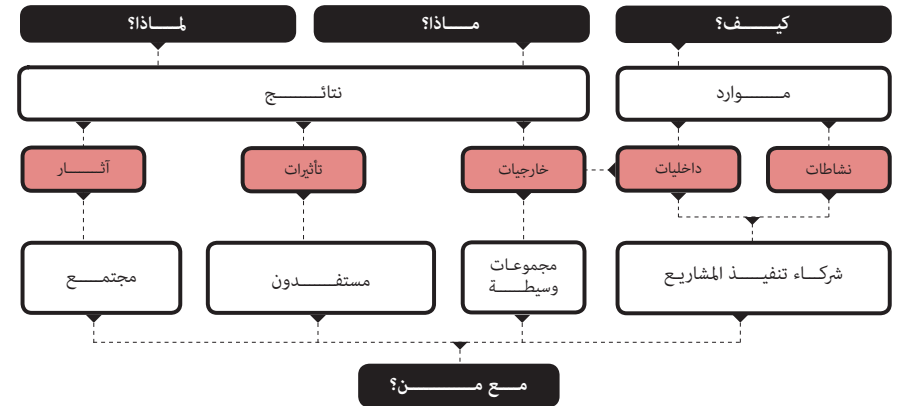 كيف؟
ماذا؟
لماذا؟
موارد
نتائج
نشاطات
داخليات
خارجيات
تأثيرات
آثار
شركاء تنفيذ المشاريع
مجموعات
وسيطة
مستفدون
مجتمع
مع من؟